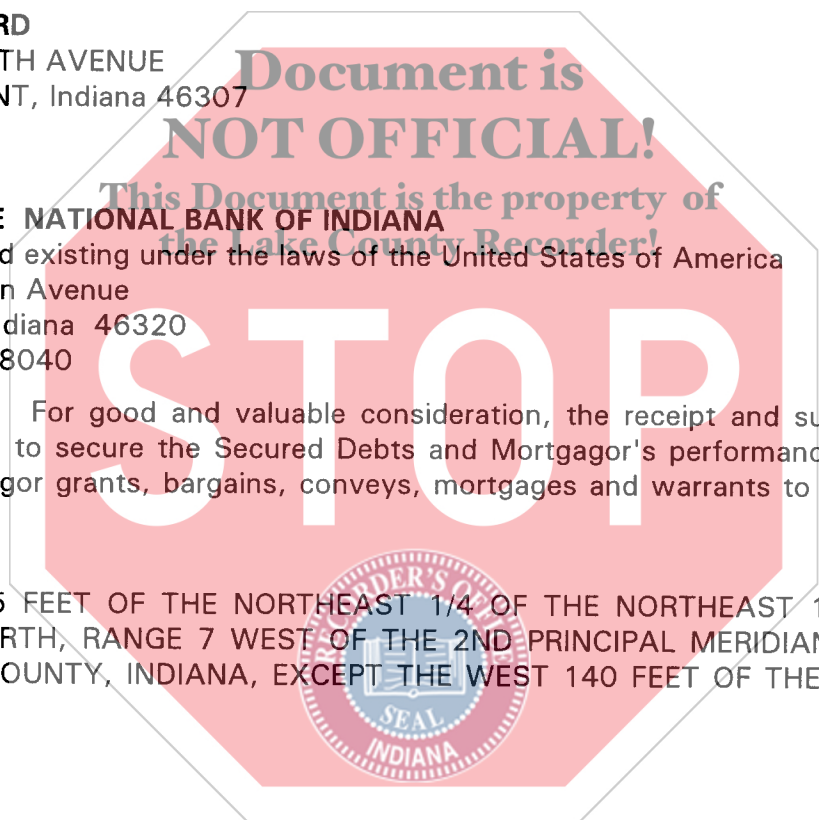 RD
TH AVENUE
NT, Indiana 46307
Document is
NOT OFFICIAL!
This Document is the property of
the Lake County Recorder!
E NATIONAL BANK OF INDIANA
d existing under the laws of the United States of America
n Avenue
diana 46320
8040
STOP
For good and valuable consideration, the receipt and su
to secure the Secured Debts and Mortgagor's performanc
gor grants, bargains, conveys, mortgages and warrants to
5 FEET OF THE NORTHEAST 1/4 OF THE NORTHEAST 1
RTH, RANGE 7 WEST OF THE 2ND PRINCIPAL MERIDIAN
OUNTY, INDIANA, EXCEPT THE WEST 140 FEET OF THE
RECORDER'S OFFICE
SEAL
INDIANA